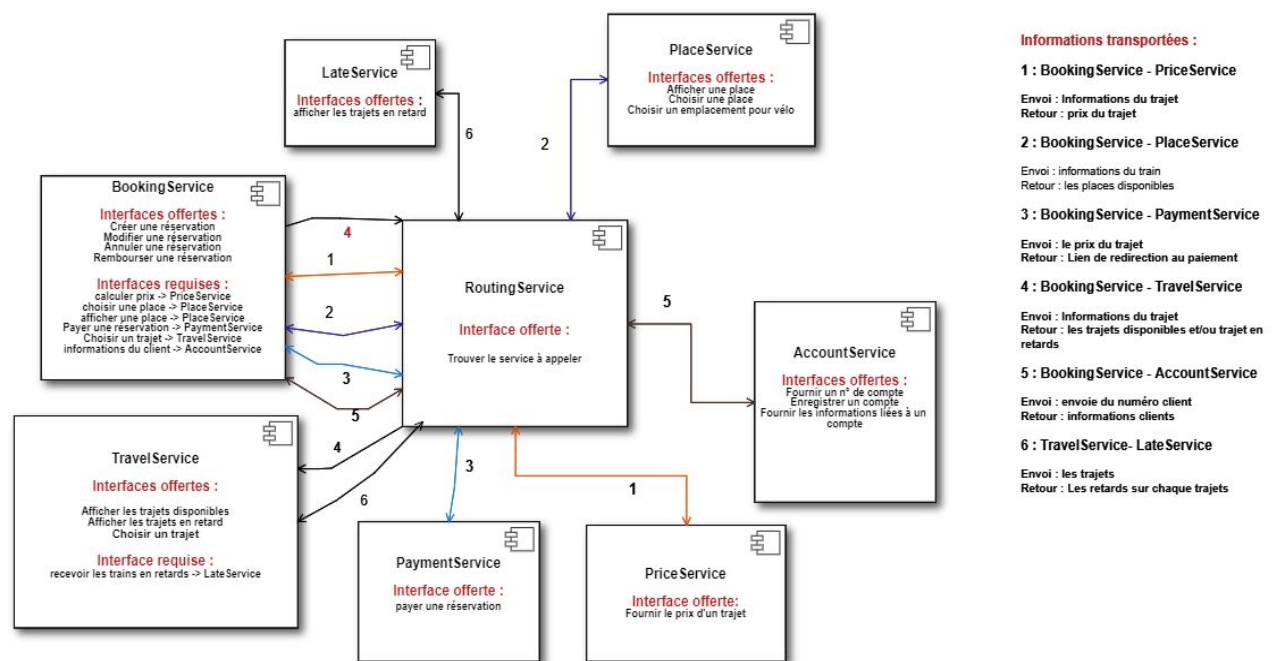 LateService
Interfaces offertes :
afficher les trajets en retard
6
PlaceService
Interfaces offertes :
Afficher une place
Choisir une place
Choisir un emplacement pour vélo
2
BookingService
Interfaces offertes :
Créer une réservation
Modifier une réservation
Annuler une réservation
Rembourser une réservation
Interfaces requises :
calculer prix -> PriceService
choisir une place -> PlaceService
afficher une place -> PlaceService
Payer une réservation -> PaymentService
Choisir un trajet -> TravelService
informations du client -> AccountService
4
1
2
3
5
RoutingService
Interface offerte :
Trouver le service à appeler
5
AccountService
Interfaces offertes :
Fournir un n° de compte
Enregistrer un compte
Fournir les informations liées à un
compte
TravelService
Interfaces offertes :
Afficher les trajets disponibles
Afficher les trajets en retard
Choisir un trajet
Interface requise :
recevoir les trains en retards -> LateService
4
6
3
1
PaymentService
Interface offerte :
payer une réservation
PriceService
Interface offerte:
Fournir le prix d'un trajet
Informations transportées :
1 : BookingService - PriceService
Envoi : Informations du trajet
Retour : prix du trajet
2 : BookingService - PlaceService
Envoi : informations du train
Retour : les places disponibles
3 : BookingService - PaymentService
Envoi : le prix du trajet
Retour : Lien de redirection au paiement
4 : BookingService - TravelService
Envoi : Informations du trajet
Retour : les trajets disponibles et/ou trajet en
retards
5 : BookingService - AccountService
Envoi : envoie du numéro client
Retour : informations clients
6 : TravelService- LateService
Envoi : les trajets
Retour : Les retards sur chaque trajets